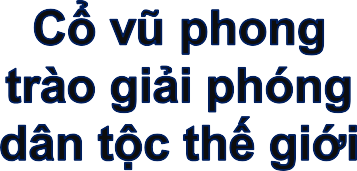 Cổ vũ phong
trào giải phóng
dân tộc thế giới